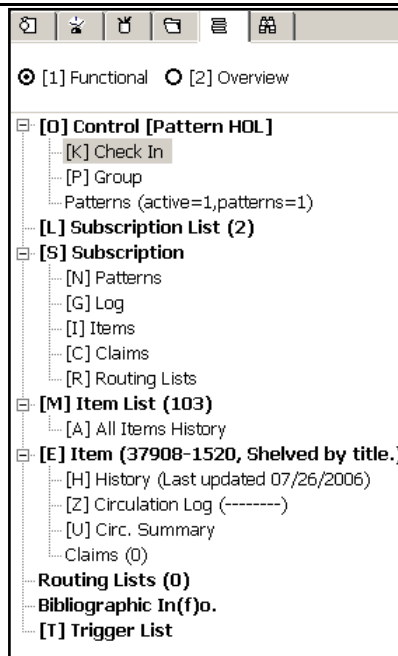 [1] Functional [2] Overview
[O] Control [Pattern HOL]
[K] Check In
[P] Group
Patterns (active=1,patterns=1)
[L] Subscription List (2)
[S] Subscription
[N] Patterns
[G] Log
[I] Items
[C] Claims
[R] Routing Lists
[M] Item List (103)
[A] All Items History
[E] Item (37908-1520, Shelved by title.)
[H] History (Last updated 07/26/2006)
[Z] Circulation Log (--------)
[U] Circ. Summary
Claims (0)
Routing Lists (0)
Bibliographic In(f)o.
[T] Trigger List